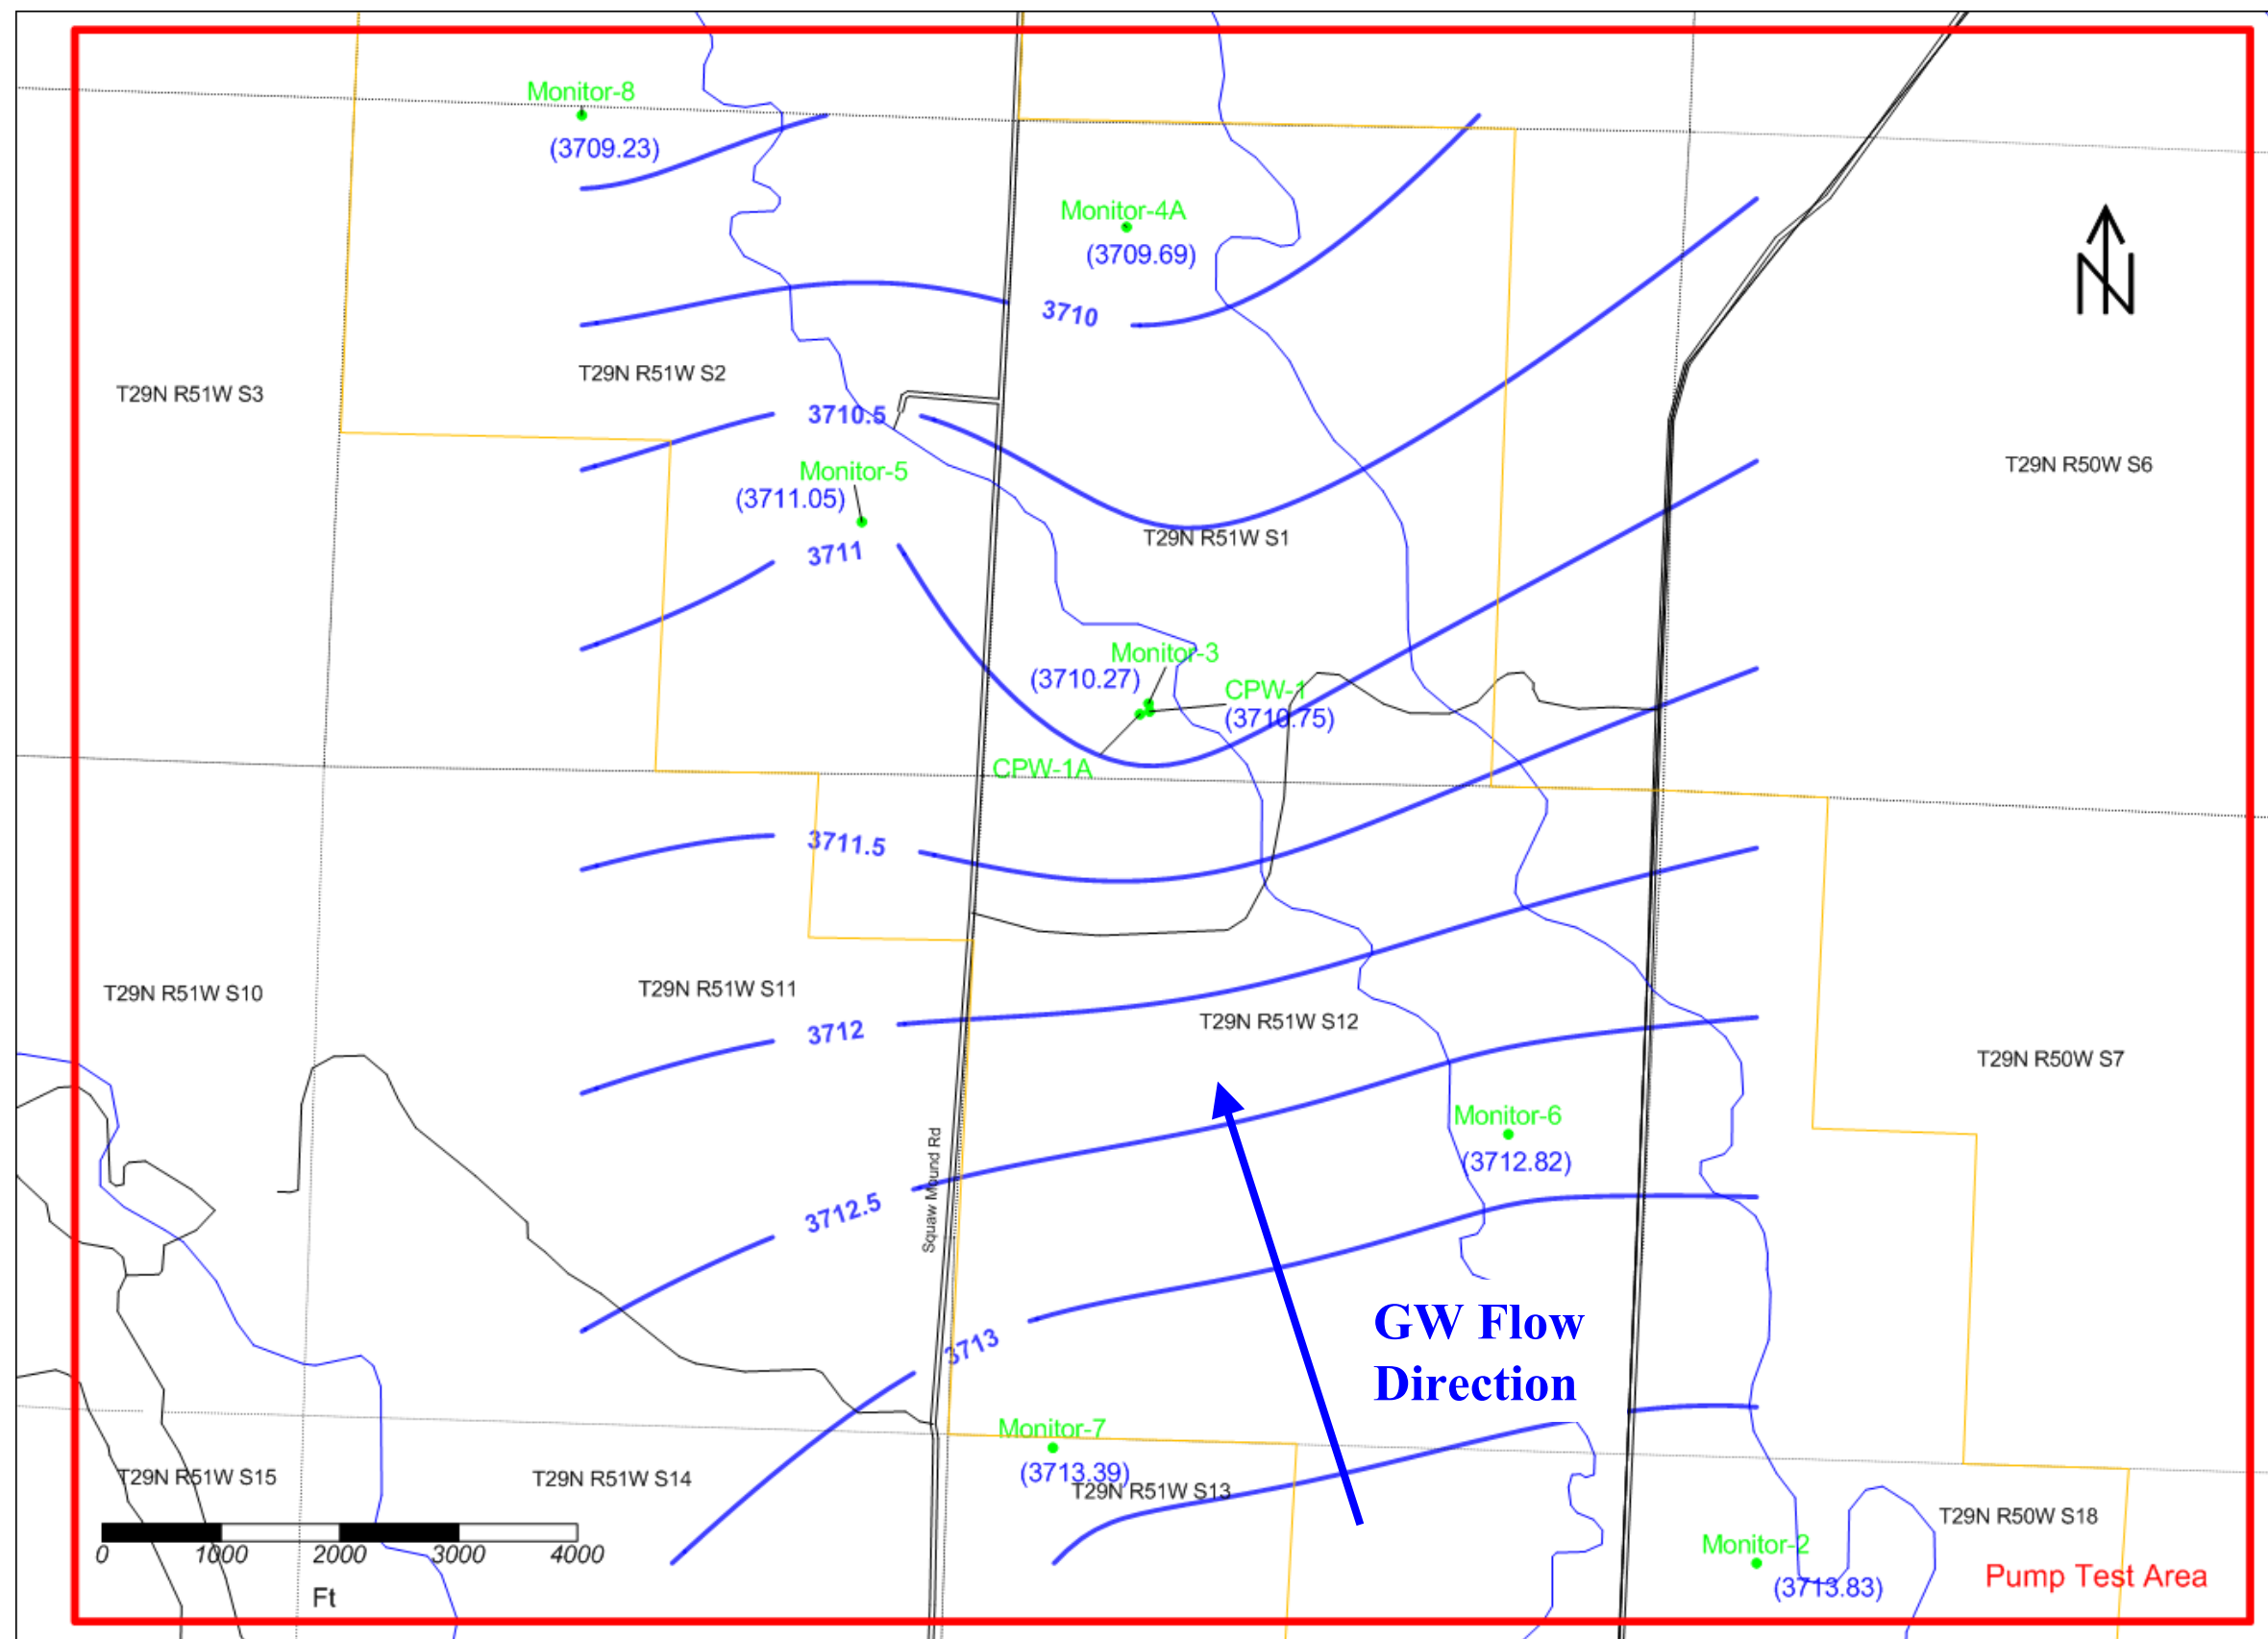 Monitor-8
(3709.23)
Monitor-4A
(3709.69)
N
3710
T29N R51W S2
T29N R51W S3
3710.5
Monitor-5
(3711.05)
T29N R50W S6
T29N R51W S1
3711
Monitor-3
(3710.27)
CPW-1
(3710.75)
CPW-1A
3711.5
T29N R51W S10
T29N R51W S11
3712
T29N R51W S12
T29N R50W S7
Monitor-6
(3712.82)
Squaw Mound Rd
3712.5
GW Flow
Direction
3713
Monitor-7
(3713.39)
T29N R51W S15
T29N R51W S14
T29N R51W S13
T29N R50W S18
Monitor-2
(3713.83)
Pump Test Area
0 1000 2000 3000 4000
Ft